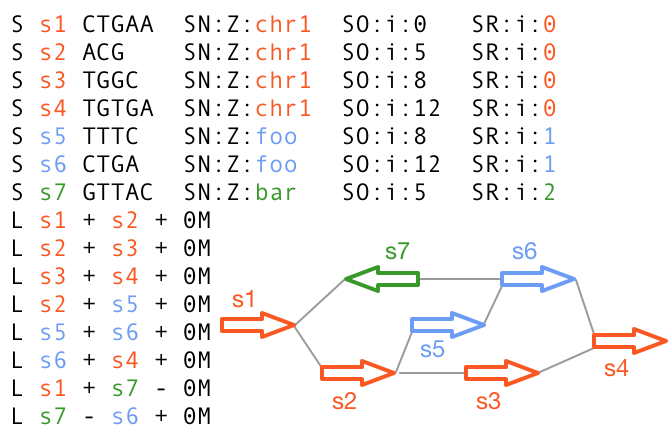 S s1 CTGAA SN:Z:chr1 SO:i:0 SR:i:0
S s2 ACG SN:Z:chr1 SO:i:5 SR:i:0
S s3 TGGC SN:Z:chr1 SO:i:8 SR:i:0
S s4 TGTGA SN:Z:chr1 SO:i:12 SR:i:0
S s5 TTTC SN:Z:foo SO:i:8 SR:i:1
S s6 CTGA SN:Z:foo SO:i:12 SR:i:1
S s7 GTTAC SN:Z:bar SO:i:5 SR:i:2
L s1 + s2 + 0M
L s2 + s3 + 0M
L s3 + s4 + 0M
L s2 + s5 + 0M
L s5 + s6 + 0M
L s6 + s4 + 0M
L s1 + s7 - 0M
L s7 - s6 + 0M
s7
s6
s1
s5
s4
s2
s3